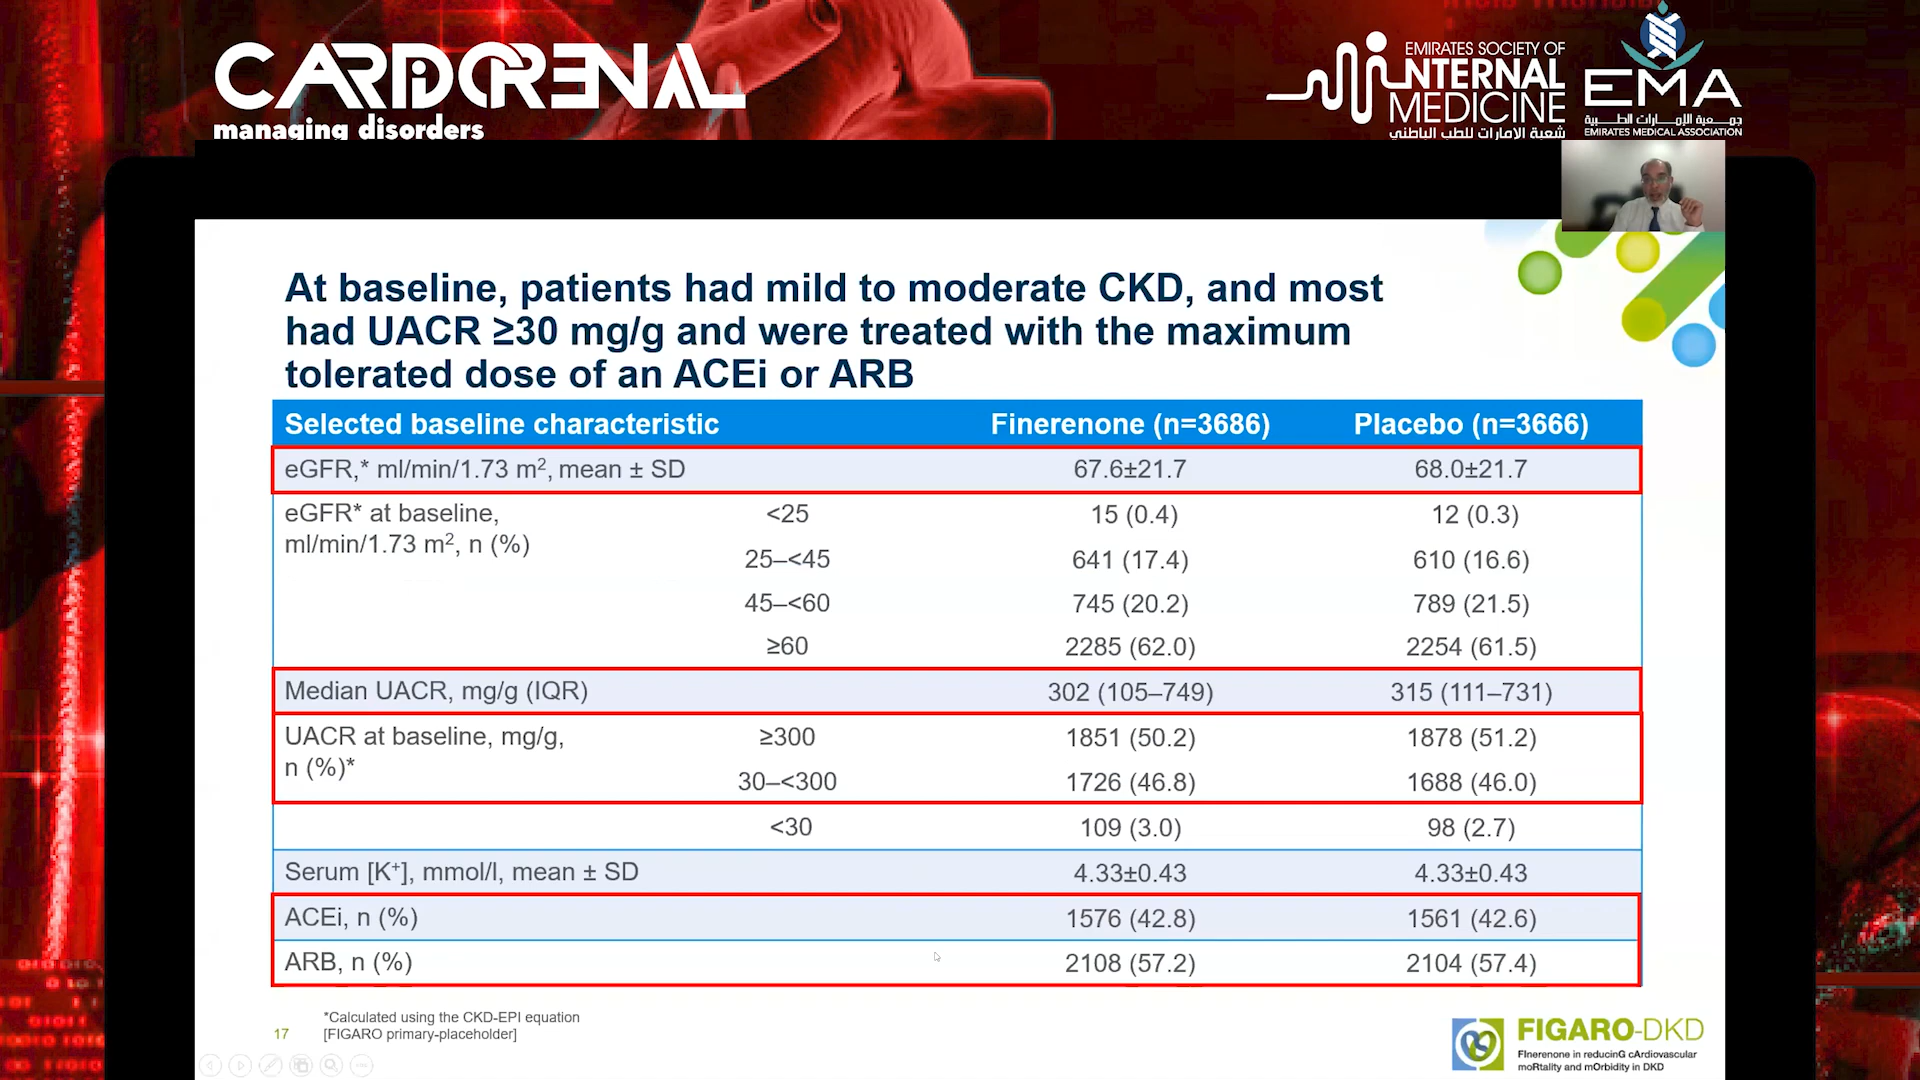 CARDIORENAL
managing disorders
EMIRATES SOCIETY OF
INTERNAL
MEDICINE
شعبة الامارات للطب الباطني
EMA
جمعية الإمارات الطبية
EMIRATES MEDICAL ASSOCIATION
At baseline, patients had mild to moderate CKD, and most
had UACR ≥30 mg/g and were treated with the maximum
tolerated dose of an ACEi or ARB
Selected baseline characteristic Finerenone (n=3686) Placebo (n=3666)
eGFR,* ml/min/1.73 m², mean ± SD 67.6±21.7 68.0±21.7
eGFR* at baseline, <25 15 (0.4) 12 (0.3)
ml/min/1.73 m², n (%)
25–<45 641 (17.4) 610 (16.6)
45–<60 745 (20.2) 789 (21.5)
≥60 2285 (62.0) 2254 (61.5)
Median UACR, mg/g (IQR) 302 (105–749) 315 (111–731)
UACR at baseline, mg/g, ≥300 1851 (50.2) 1878 (51.2)
n (%)*
30–<300 1726 (46.8) 1688 (46.0)
<30 109 (3.0) 98 (2.7)
Serum [K⁺], mmol/l, mean ± SD 4.33±0.43 4.33±0.43
ACEi, n (%) 1576 (42.8) 1561 (42.6)
ARB, n (%) 2108 (57.2) 2104 (57.4)
*Calculated using the CKD-EPI equation
17 [FIGARO primary-placeholder]
FIGARO-DKD
FInerenone in reducinG cArdiovascular
moRtality and mOrbidity in DKD